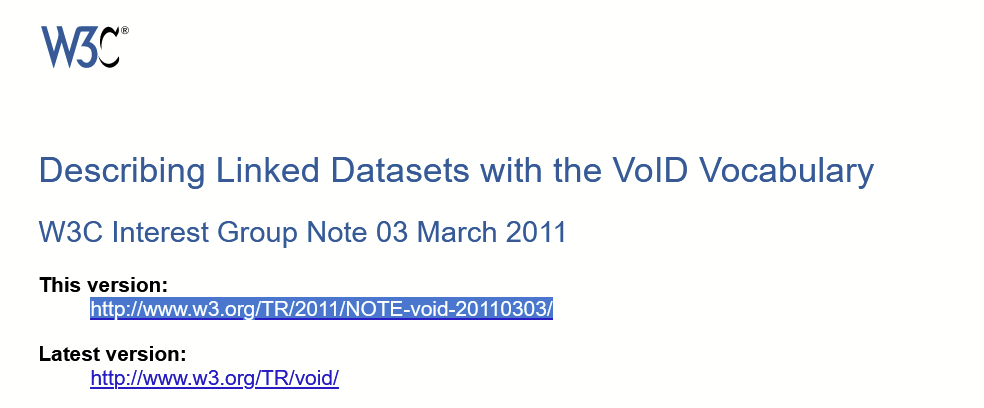 W3C®
Describing Linked Datasets with the VoID Vocabulary
W3C Interest Group Note 03 March 2011
This version:
http://www.w3.org/TR/2011/NOTE-void-20110303/
Latest version:
http://www.w3.org/TR/void/